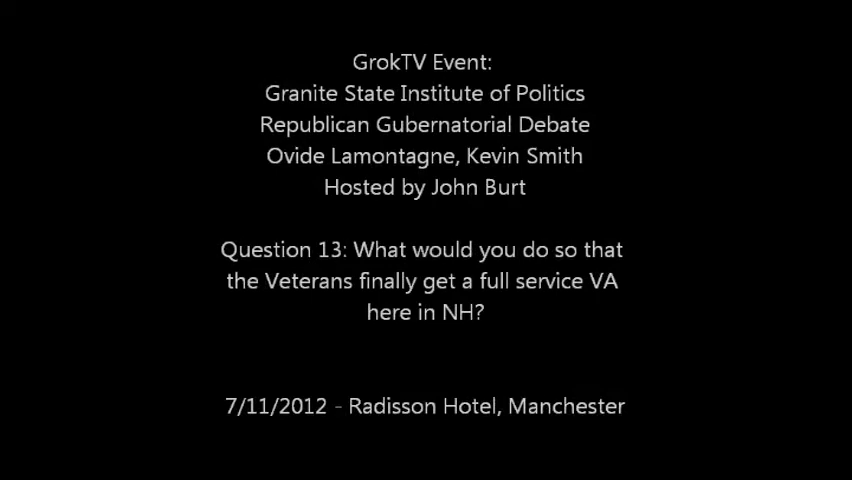 GrokTV Event:
Granite State Institute of Politics
Republican Gubernatorial Debate
Ovide Lamontagne, Kevin Smith
Hosted by John Burt
Question 13: What would you do so that
the Veterans finally get a full service VA
here in NH?
7/11/2012 - Radisson Hotel, Manchester